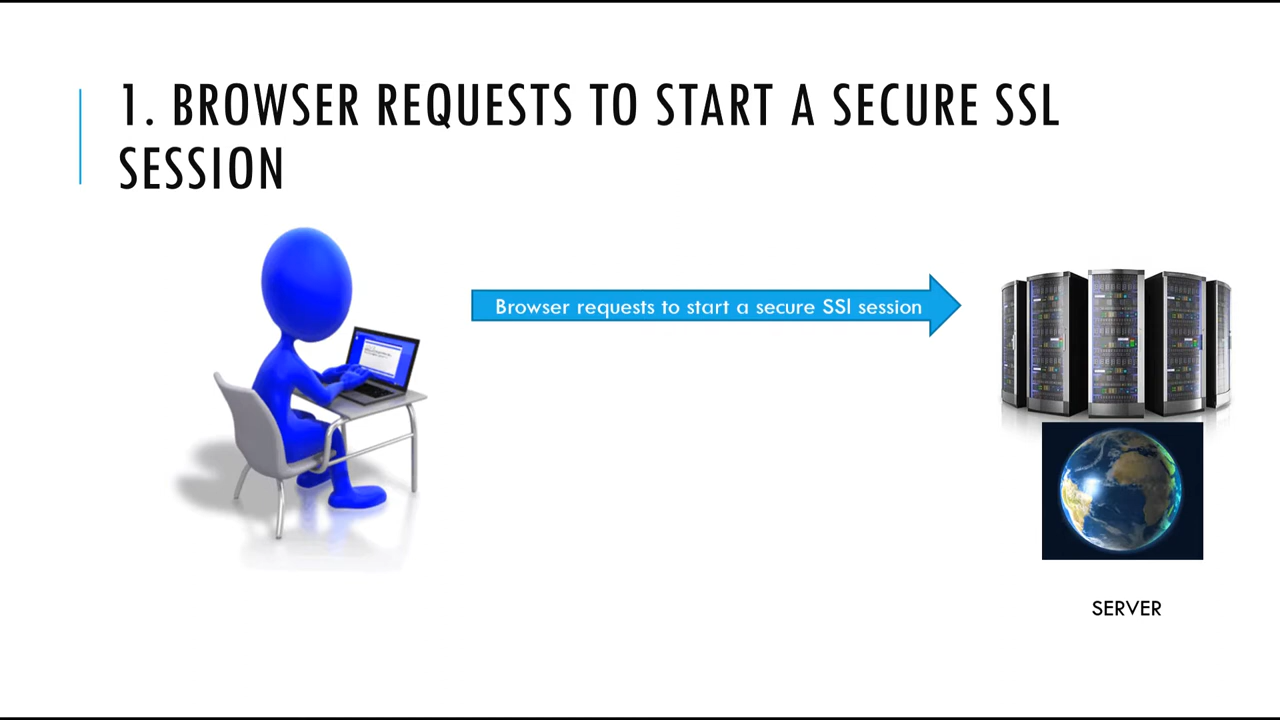 1. BROWSER REQUESTS TO START A SECURE SSL
SESSION
Browser requests to start a secure SSl session
SERVER